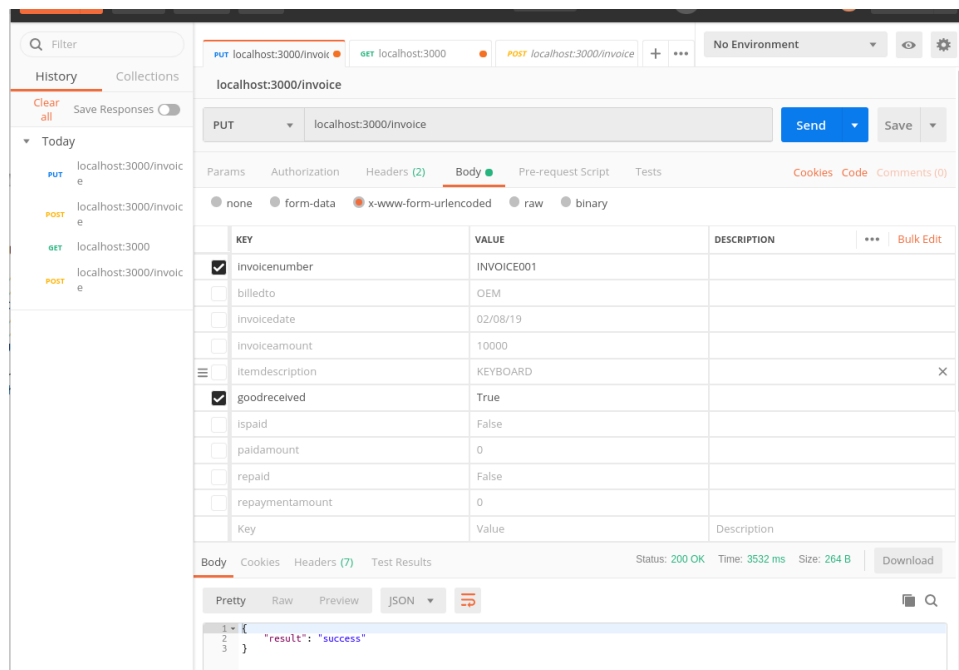 Filter
History Collections
Clear all Save Responses
Today
PUT localhost:3000/invoic
e
POST localhost:3000/invoic
e
GET localhost:3000
POST localhost:3000/invoic
e
PUT localhost:3000/invoic GET localhost:3000 POST localhost:3000/invoice + ••• No Environment
localhost:3000/invoice
PUT localhost:3000/invoice Send Save
Params Authorization Headers (2) Body Pre-request Script Tests Cookies Code Comments (0)
none form-data x-www-form-urlencoded raw binary
KEY VALUE DESCRIPTION ••• Bulk Edit
invoicenumber INVOICE001
billedto OEM
invoicedate 02/08/19
invoiceamount 10000
itemdescription KEYBOARD
goodreceived True
ispaid False
paidamount 0
repaid False
repaymentamount 0
Key Value Description
Body Cookies Headers (7) Test Results Status: 200 OK Time: 3532 ms Size: 264 B Download
Pretty Raw Preview JSON
1 {
2 "result": "success"
3 }